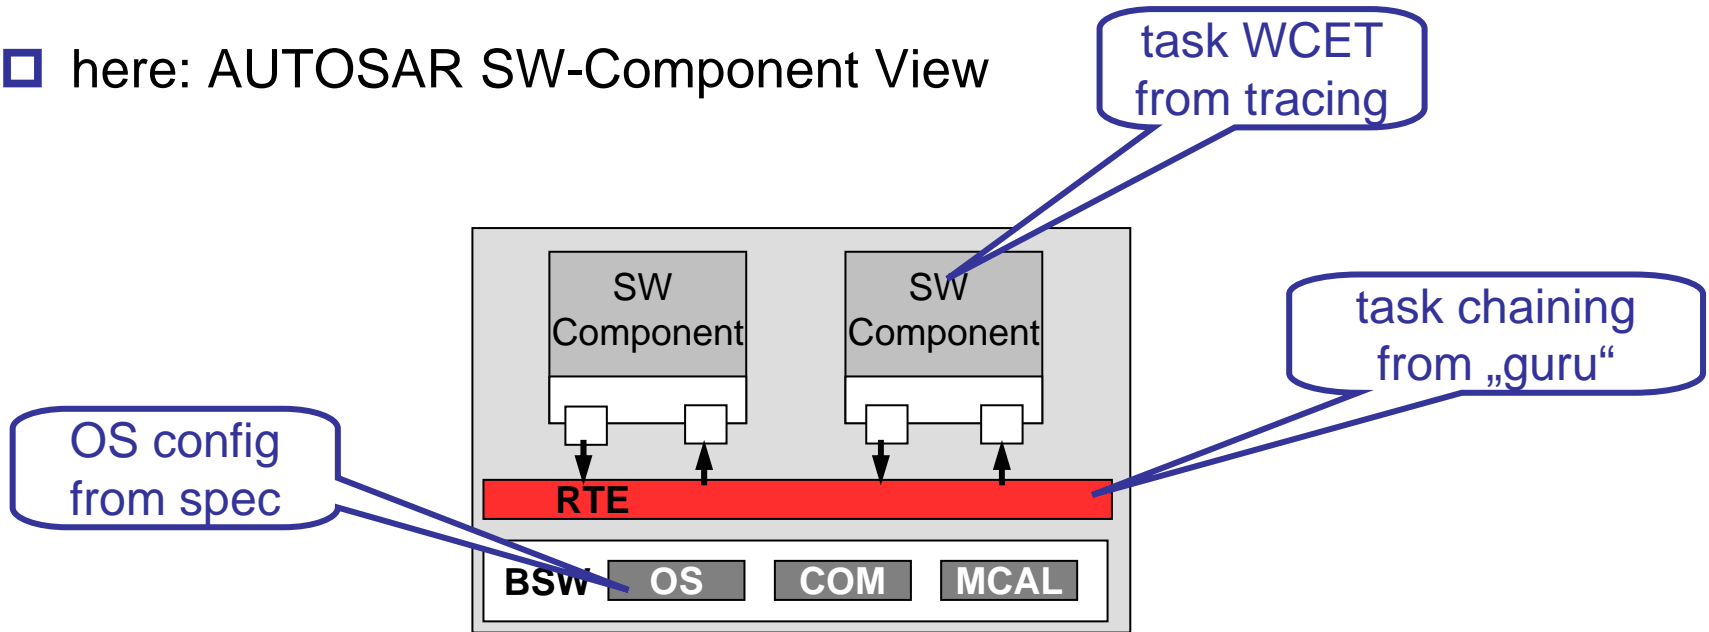 here: AUTOSAR SW-Component View
task WCET
from tracing
SW
Component
SW
Component
task chaining
from „guru“
OS config
from spec
RTE
BSW
OS
COM
MCAL